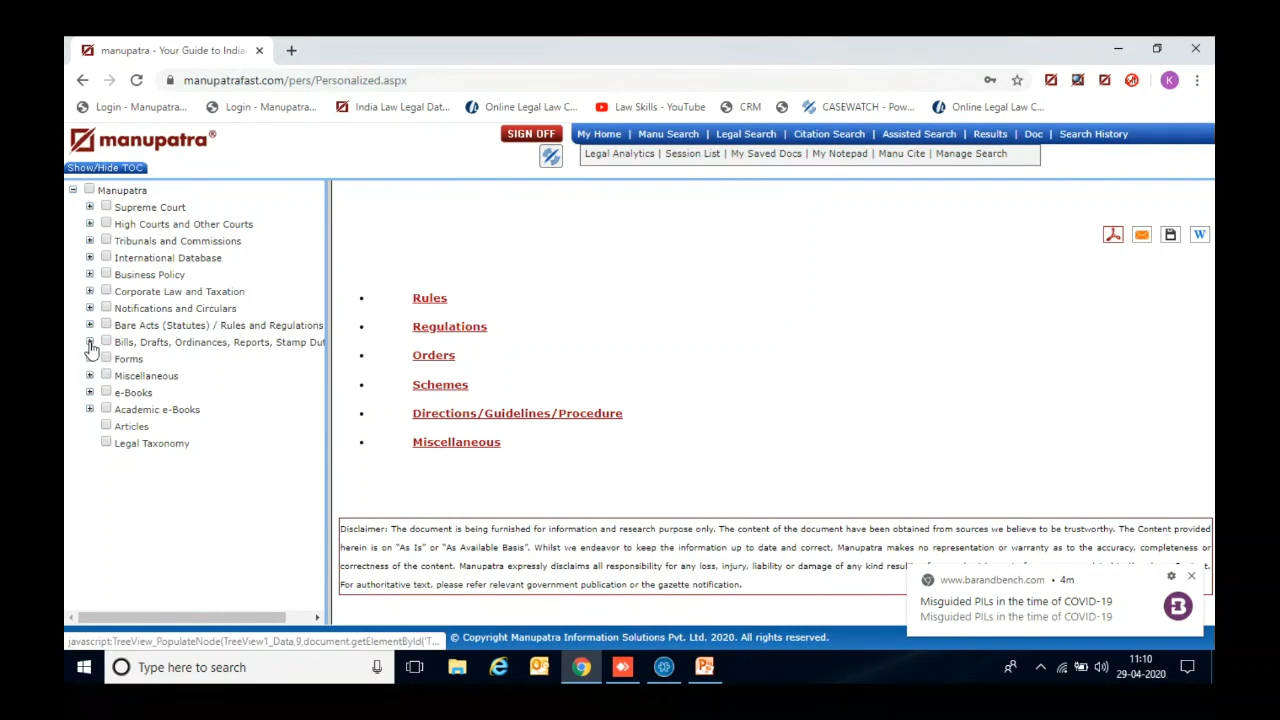 manupatra - Your Guide to India
manupatrafast.com/pers/Personalized.aspx
K
Login - Manupatra...
Login - Manupatra...
India Law Legal Dat...
Online Legal Law C...
Law Skills - YouTube
CRM
CASEWATCH - Pow...
Online Legal Law C...
manupatra®
SIGN OFF
My Home | Manu Search | Legal Search | Citation Search | Assisted Search | Results | Doc | Search History
Legal Analytics | Session List | My Saved Docs | My Notepad | Manu Cite | Manage Search
Show/Hide TOC
Manupatra
Supreme Court
High Courts and Other Courts
Tribunals and Commissions
International Database
Business Policy
Corporate Law and Taxation
Notifications and Circulars
Bare Acts (Statutes) / Rules and Regulations
Bills, Drafts, Ordinances, Reports, Stamp Dut
Forms
Miscellaneous
e-Books
Academic e-Books
Articles
Legal Taxonomy
W
• Rules
• Regulations
• Orders
• Schemes
• Directions/Guidelines/Procedure
• Miscellaneous
Disclaimer: The document is being furnished for information and research purpose only. The content of the document have been obtained from sources we believe to be trustworthy. The Content provided
herein is on "As Is" or "As Available Basis". Whilst we endeavor to keep the information up to date and correct, Manupatra makes no representation or warranty as to the accuracy, completeness or
correctness of the content. Manupatra expressly disclaims all responsibility for any loss, injury, liability or damage of any kind resul
For authoritative text, please refer relevant government publication or the gazette notification.
www.barandbench.com • 4m
Misguided PILs in the time of COVID-19
Misguided PILs in the time of COVID-19
B
javascript:TreeView_PopulateNode(TreeView1_Data,9,document.getElementById('T...
© Copyright Manupatra Information Solutions Pvt. Ltd. 2020. All rights reserved.
Type here to search
11:10
29-04-2020